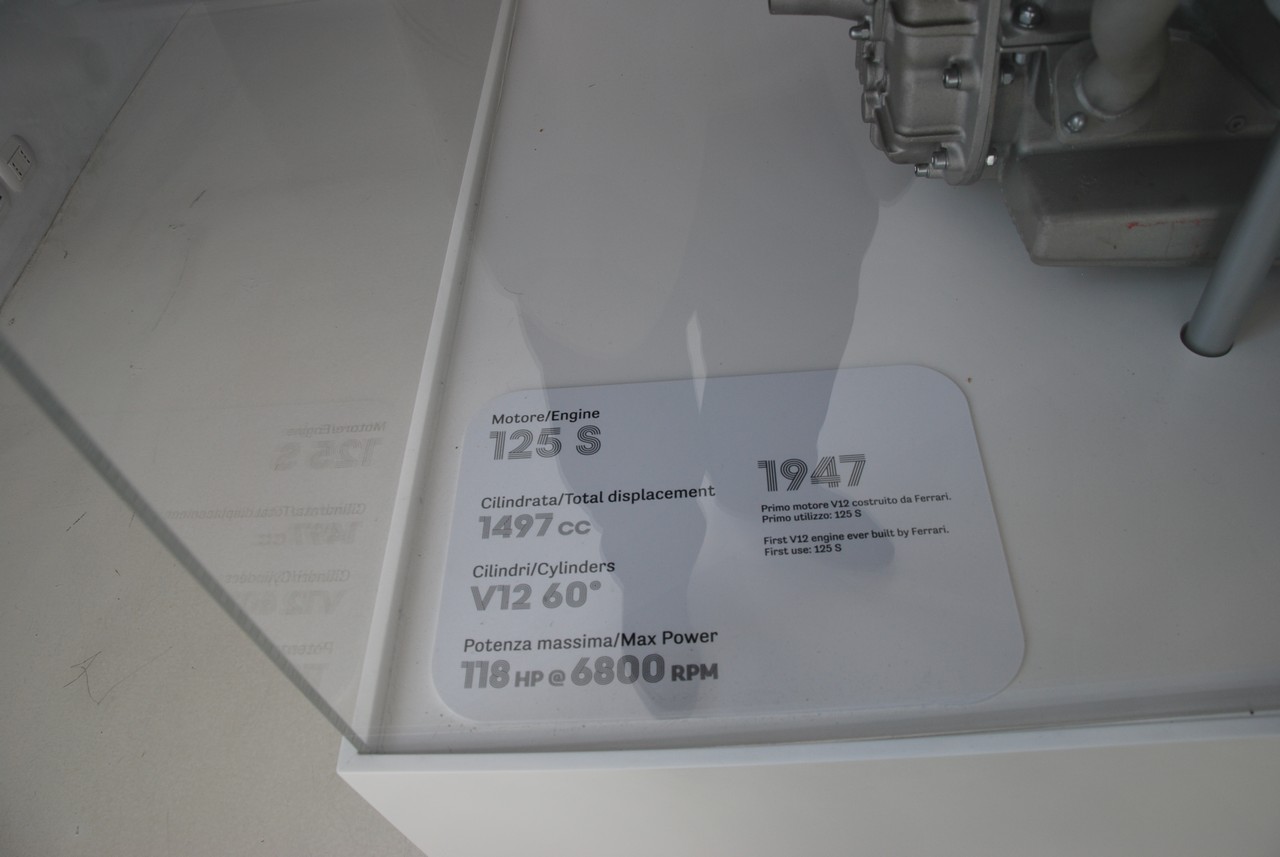 Motore/Engine
125 S
Cilindrata/Total displacement
1497 cc
Cilindri/Cylinders
V12 60°
Potenza massima/Max Power
118 HP @ 6800 RPM
1947
Primo motore V12 costruito da Ferrari.
Primo utilizzo: 125 S
First V12 engine ever built by Ferrari.
First use: 125 S